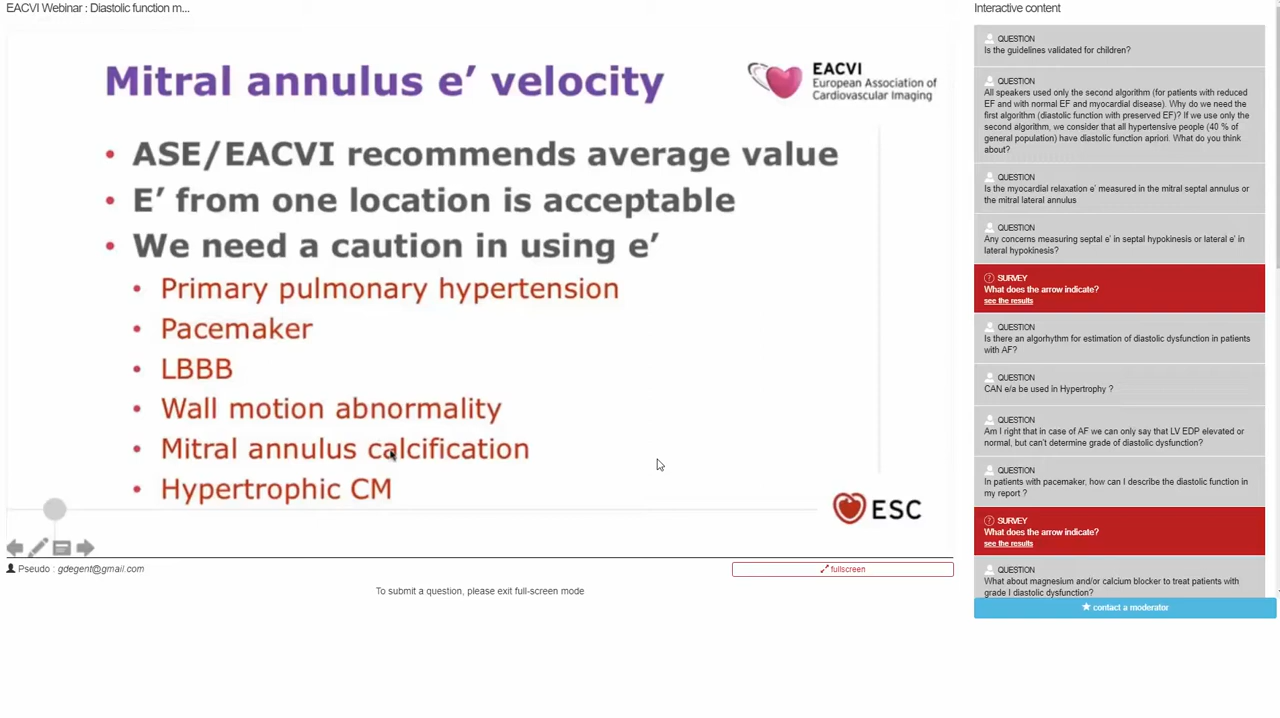 EACVI Webinar : Diastolic function m...
Mitral annulus e’ velocity
EACVI
European Association of
Cardiovascular Imaging
• ASE/EACVI recommends average value
• E’ from one location is acceptable
• We need a caution in using e’
• Primary pulmonary hypertension
• Pacemaker
• LBBB
• Wall motion abnormality
• Mitral annulus calcification
• Hypertrophic CM
ESC
Pseudo : gdegent@gmail.com
fullscreen
To submit a question, please exit full-screen mode
Interactive content
QUESTION
Is the guidelines validated for children?
QUESTION
All speakers used only the second algorithm (for patients with reduced
EF and with normal EF and myocardial disease). Why do we need the
first algorithm (diastolic function with preserved EF)? If we use only the
second algorithm, we consider that all hypertensive people (40 % of
general population) have diastolic function apriori. What do you think
about?
QUESTION
Is the myocardial relaxation e' measured in the mitral septal annulus or
the mitral lateral annulus
QUESTION
Any concerns measuring septal e' in septal hypokinesis or lateral e' in
lateral hypokinesis?
SURVEY
What does the arrow indicate?
see the results
QUESTION
Is there an algorhythm for estimation of diastolic dysfunction in patients
with AF?
QUESTION
CAN e/a be used in Hypertrophy ?
QUESTION
Am I right that in case of AF we can only say that LV EDP elevated or
normal, but can't determine grade of diastolic dysfunction?
QUESTION
In patients with pacemaker, how can I describe the diastolic function in
my report ?
SURVEY
What does the arrow indicate?
see the results
QUESTION
What about magnesium and/or calcium blocker to treat patients with
grade I diastolic dysfunction?
contact a moderator